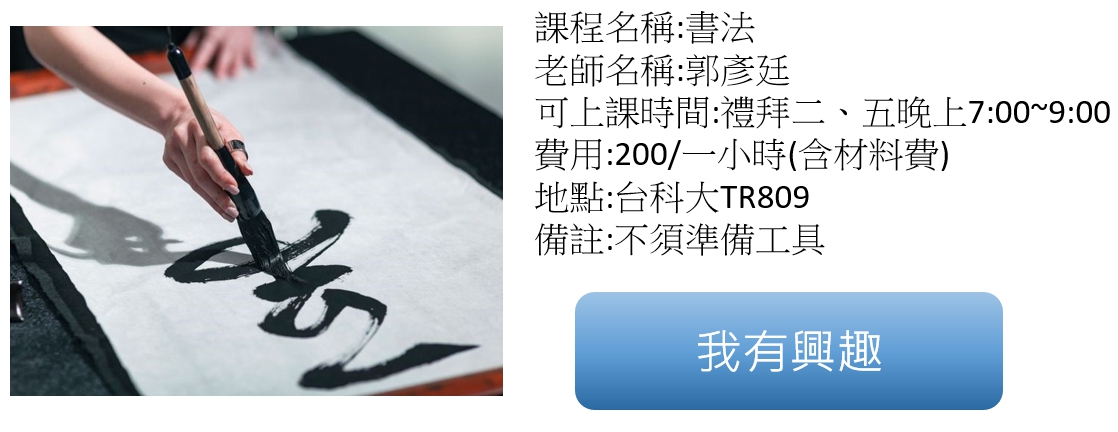 課程名稱:書法
老師名稱:郭彥廷
可上課時間:禮拜二、五晚上7:00~9:00
費用:200/一小時(含材料費)
地點:台科大TR809
備註:不須準備工具
我有興趣